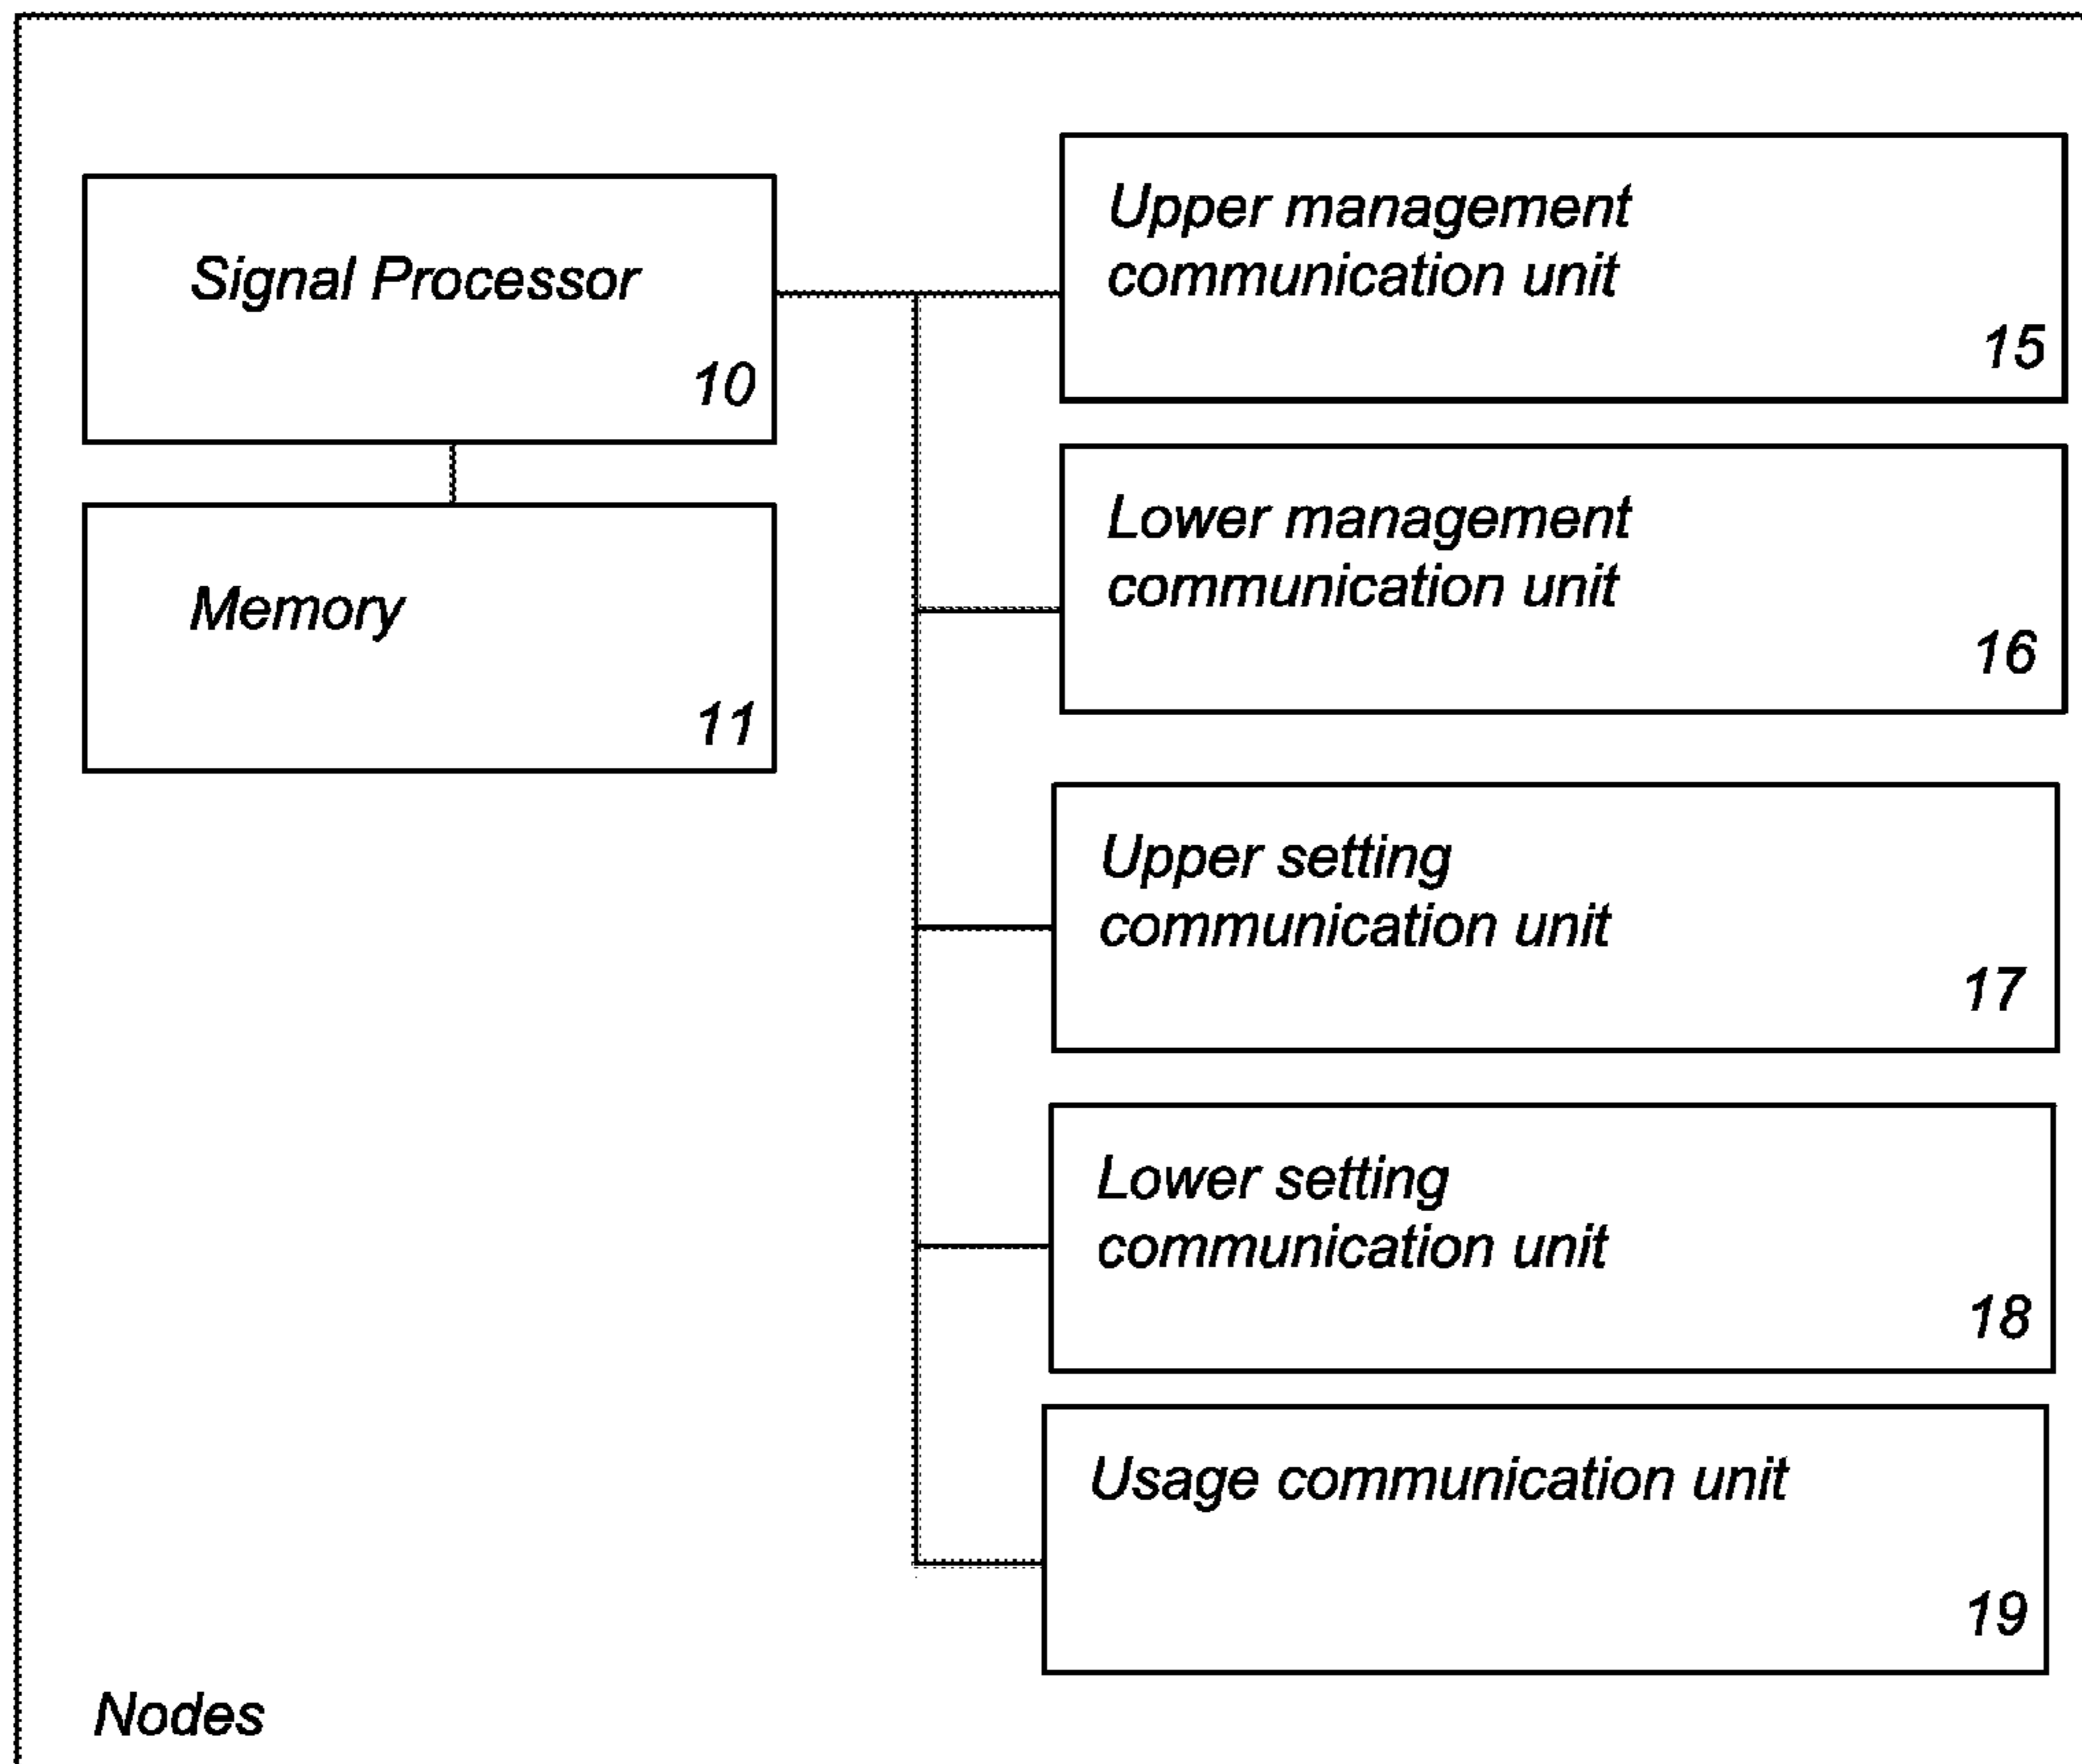 Signal Processor
10
Memory
11
Upper management
communication unit
15
Lower management
communication unit
16
Upper setting
communication unit
17
Lower setting
communication unit
18
Usage communication unit
19
Nodes